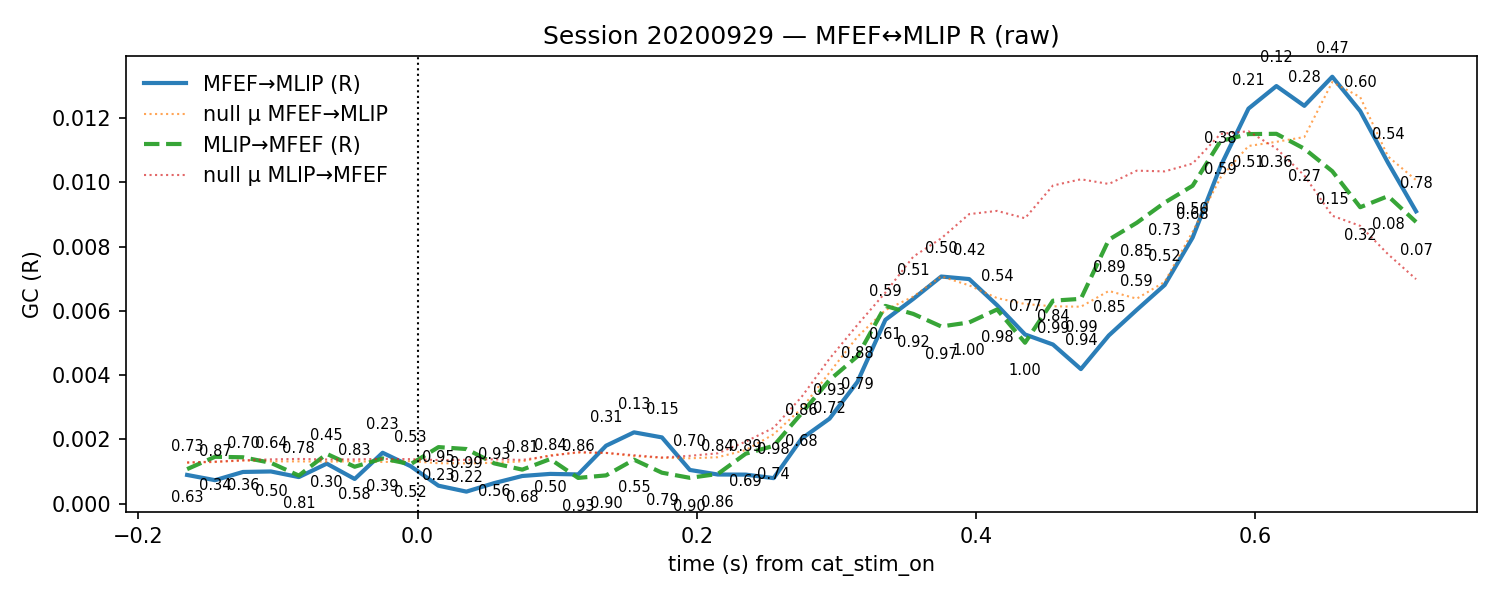 Session 20200929 — MFEF↔MLIP R (raw)
MFEF→MLIP (R)
null μ MFEF→MLIP
MLIP→MFEF (R)
null μ MLIP→MFEF
GC (R)
0.012
0.010
0.008
0.006
0.004
0.002
0.000
−0.2
0.0
0.2
0.4
0.6
time (s) from cat_stim_on
0.73 0.87 0.70 0.64 0.78 0.45 0.83 0.23 0.53 0.95 0.99 0.93 0.81 0.84 0.86 0.31 0.13 0.15 0.70 0.84 0.89 0.98 0.86 0.93 0.88 0.59 0.51 0.50 0.42 0.54 0.77 0.84 0.99 0.85 0.59 0.52 0.21 0.12 0.28 0.47 0.60 0.54 0.78
0.63 0.34 0.36 0.50 0.81 0.30 0.58 0.39 0.52 0.23 0.22 0.56 0.68 0.50 0.93 0.90 0.55 0.79 0.90 0.86 0.69 0.74 0.68 0.72 0.79 0.61 0.92 0.97 1.00 0.98 1.00 0.99 0.94 0.89 0.85 0.73 0.68 0.59 0.38 0.51 0.36 0.27 0.15 0.32 0.08 0.07